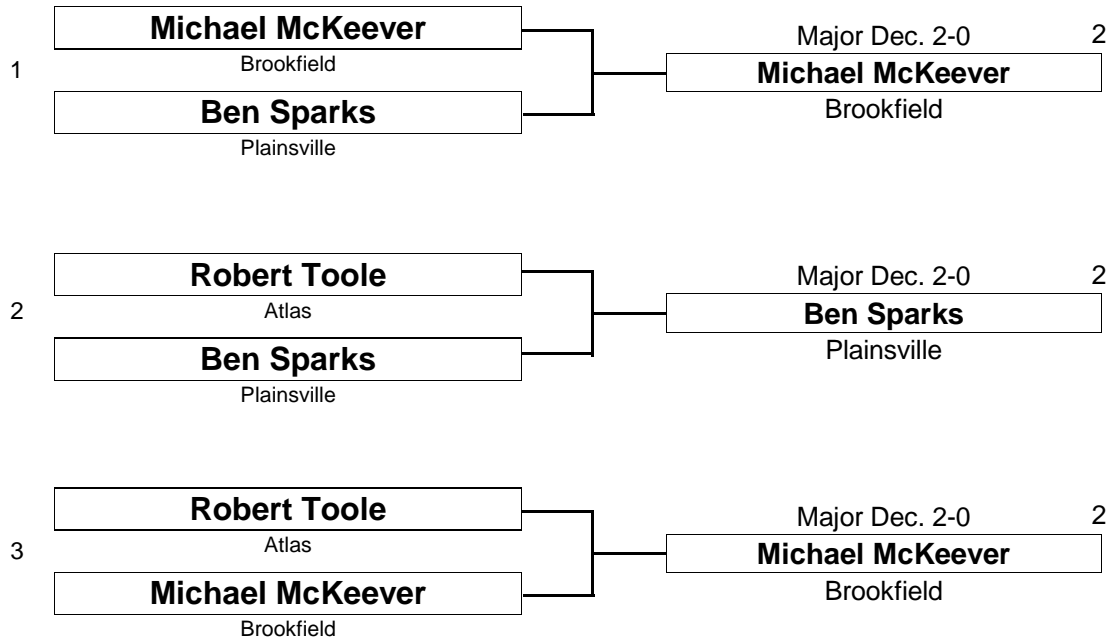 Michael McKeever
Major Dec. 2-0 2
1 Brookfield
Michael McKeever
Ben Sparks
Brookfield
Plainsville
Robert Toole
Major Dec. 2-0 2
2 Atlas
Ben Sparks
Ben Sparks
Plainsville
Plainsville
Robert Toole
Major Dec. 2-0 2
3 Atlas
Michael McKeever
Michael McKeever
Brookfield
Brookfield